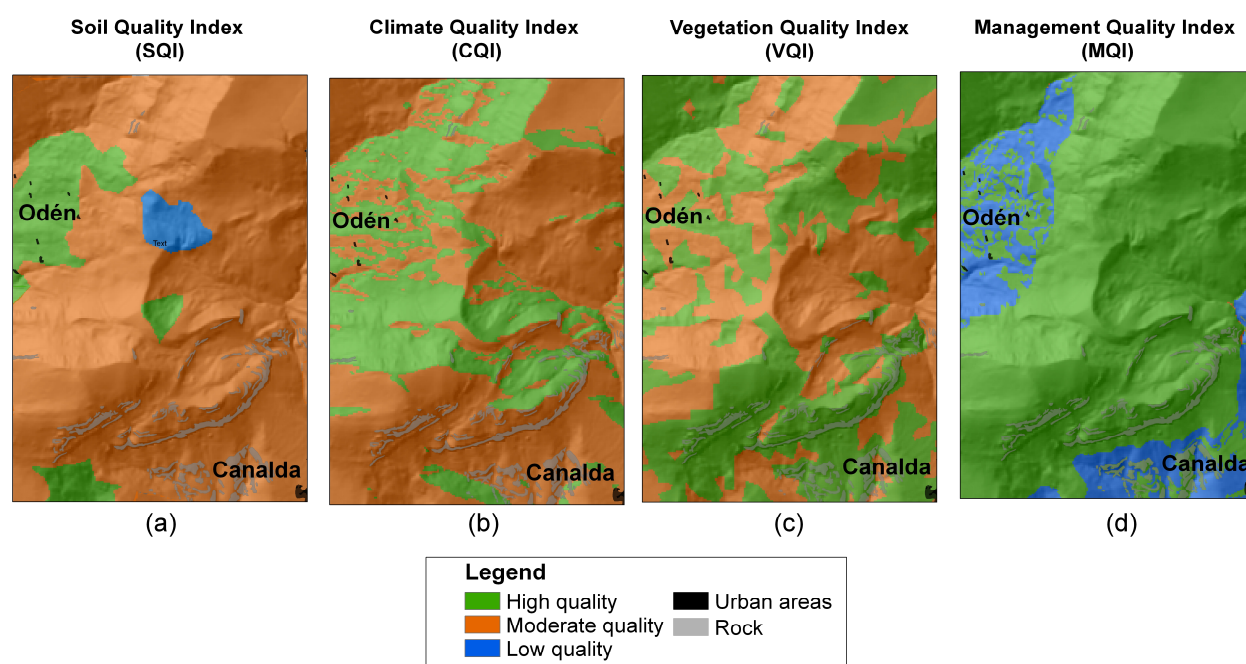 Soil Quality Index
(SQI)
Climate Quality Index
(CQI)
Vegetation Quality Index
(VQI)
Management Quality Index
(MQI)
Odén
Text
Canalda
Odén
Canalda
Odén
Canalda
Odén
Canalda
(a)
(b)
(c)
(d)
Legend
High quality
Moderate quality
Low quality
Urban areas
Rock